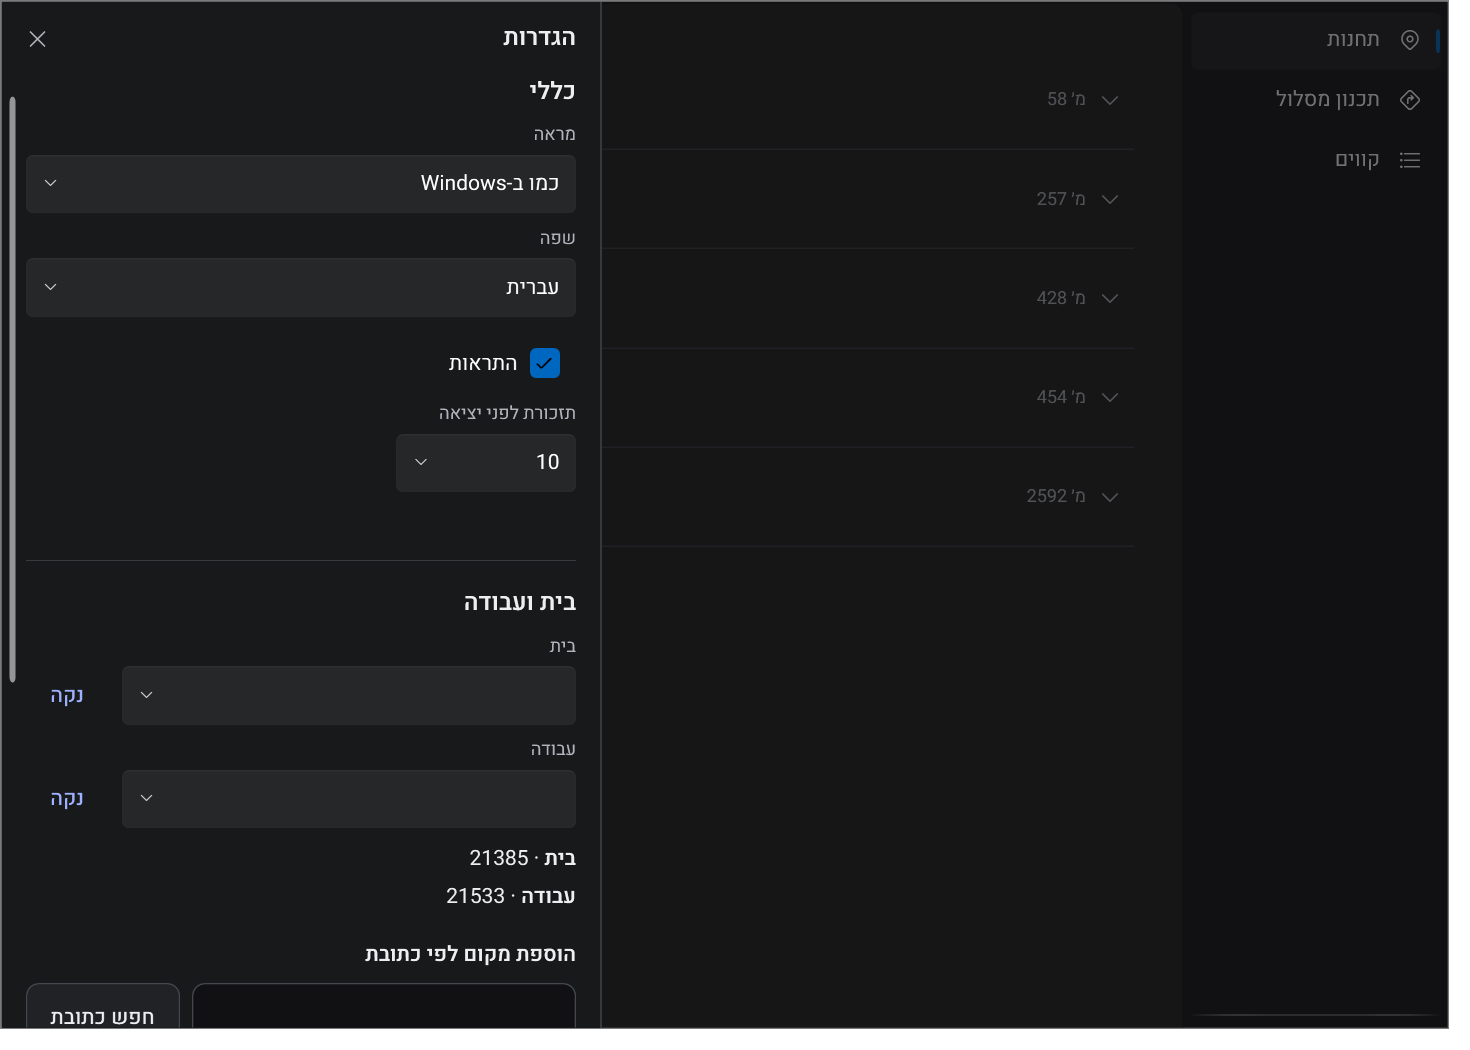 תחנות
תכנון מסלול
קווים
58 מ'
257 מ'
428 מ'
454 מ'
2592 מ'
הגדרות
כללי
מראה
כמו ב-Windows
שפה
עברית
התראות
תזכורת לפני יציאה
10
בית ועבודה
בית
נקה
עבודה
נקה
בית · 21385
עבודה · 21533
הוספת מקום לפי כתובת
חפש כתובת